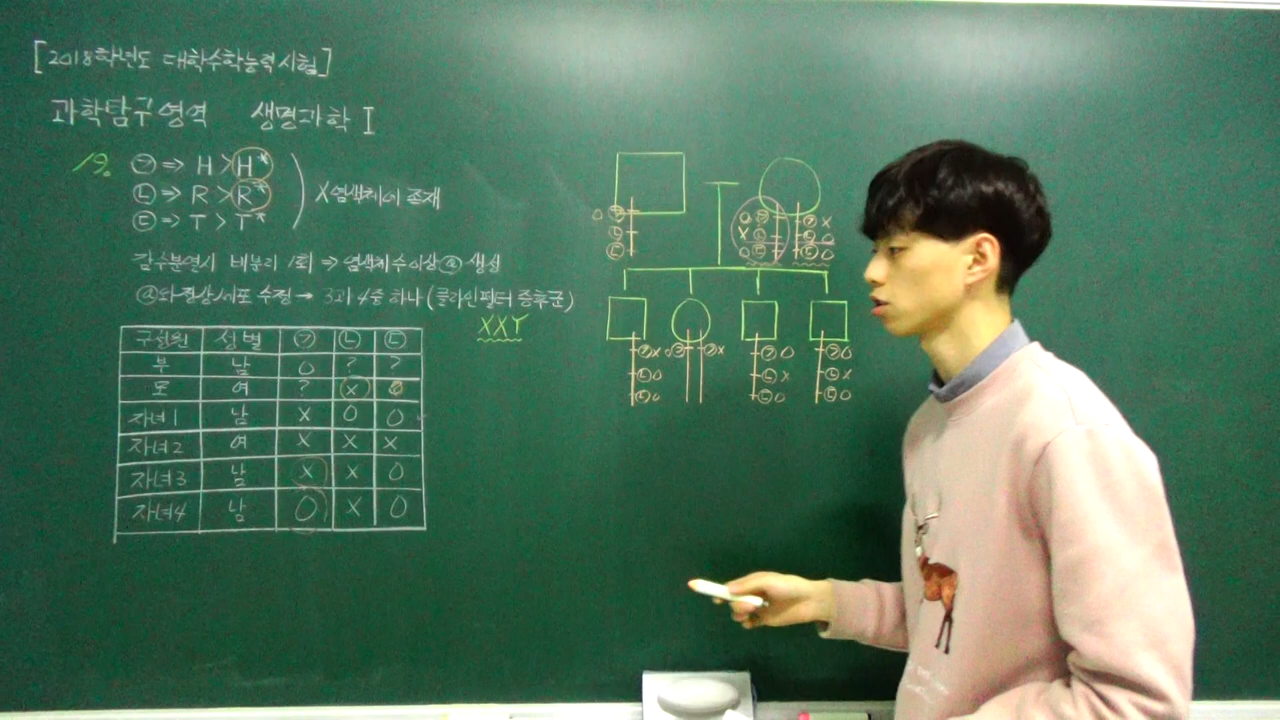 [2018학년도 대학수학능력시험]
과학탐구영역 생명과학 I
19. ㉠ ⇒ H > H*
㉡ ⇒ R > R* X염색체에 존재
㉢ ⇒ T > T*
감수분열시 비분리 1회 ⇒ 염색체수이상 ⓐ 생성
ⓐ와 정상세포 수정 → 3과 4중 하나 (클라인펠터 증후군)
XXY
구성원 성별 ㉠ ㉡ ㉢
부 남 O ? ?
모 여 ? X O
자녀1 남 X O O
자녀2 여 X X X
자녀3 남 X X O
자녀4 남 O X O
O ㉠ O ㉠ ㉠ X
㉡ X ㉡ ㉡ O
㉢ O ㉢ ㉢ O
㉠ X O ㉠ ㉠ X ㉠ O ㉠ O
㉡ O ㉡ X ㉡ X
㉢ O ㉢ O ㉢ O